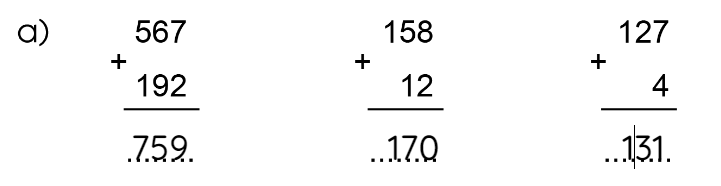 a) 567 158 127
+ + +
192 12 4
..759.. ..170.. ..131..